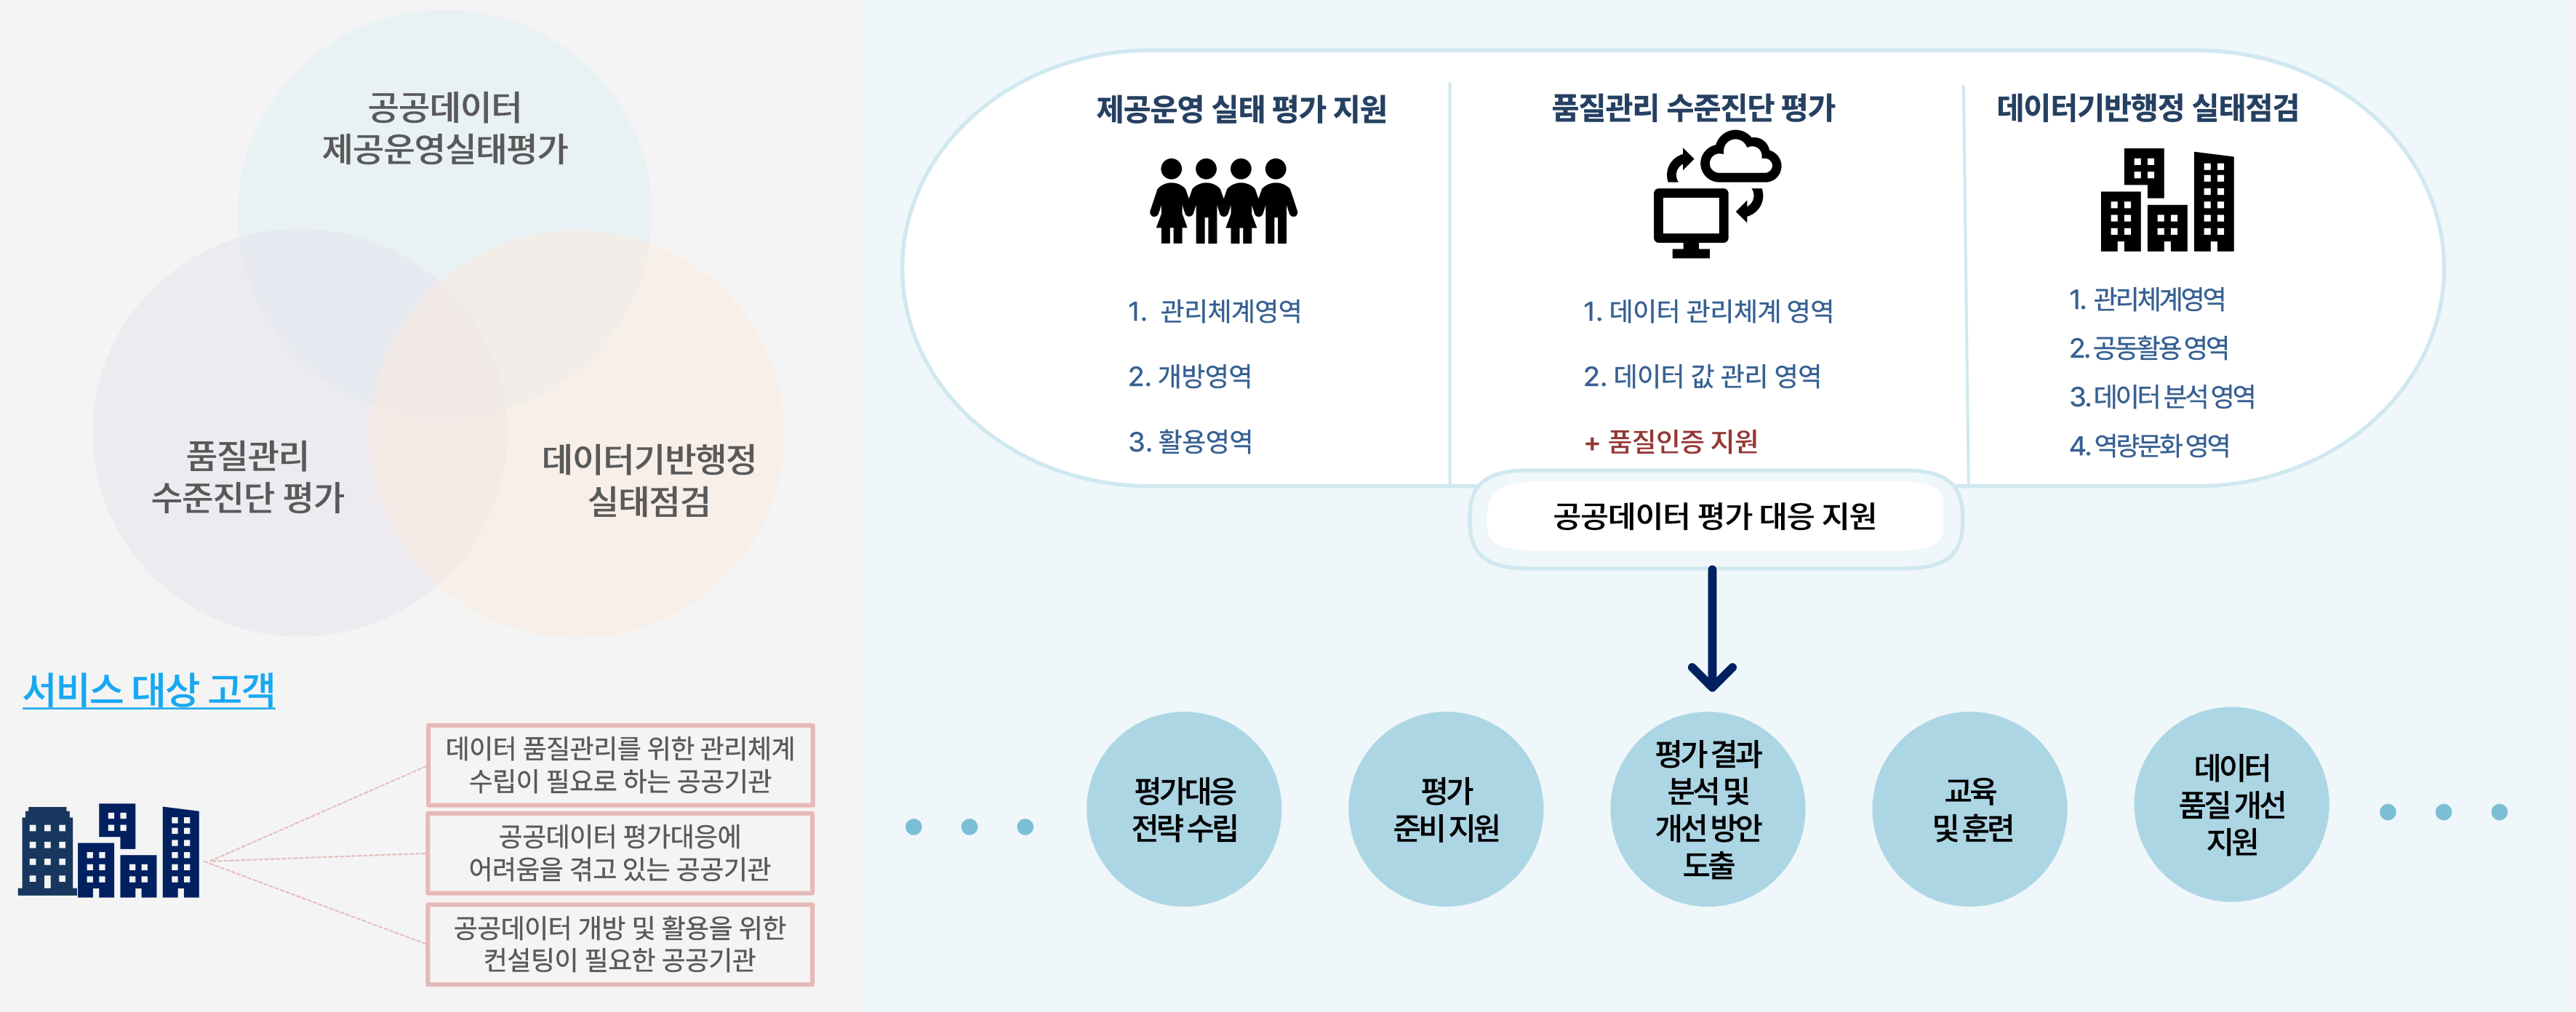 공공데이터
제공운영실태평가
품질관리
수준진단 평가
데이터기반행정
실태점검
서비스 대상 고객
데이터 품질관리를 위한 관리체계
수립이 필요로 하는 공공기관
공공데이터 평가대응에
어려움을 겪고 있는 공공기관
공공데이터 개방 및 활용을 위한
컨설팅이 필요한 공공기관
제공운영 실태 평가 지원
1. 관리체계영역
2. 개방영역
3. 활용영역
품질관리 수준진단 평가
1. 데이터 관리체계 영역
2. 데이터 값 관리 영역
+ 품질인증 지원
데이터기반행정 실태점검
1. 관리체계영역
2. 공동활용 영역
3. 데이터 분석 영역
4. 역량문화 영역
공공데이터 평가 대응 지원
평가대응
전략 수립
평가
준비 지원
평가 결과
분석 및
개선 방안
도출
교육
및 훈련
데이터
품질 개선
지원